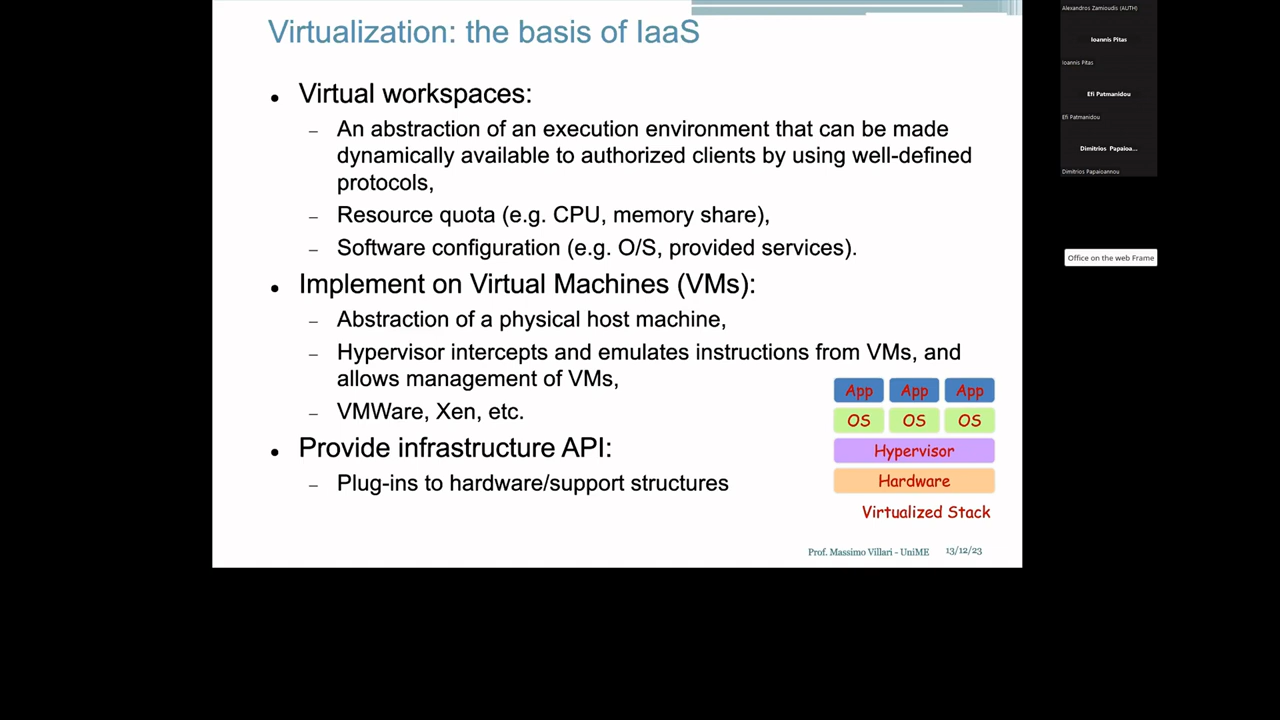 Virtualization: the basis of IaaS
• Virtual workspaces:
– An abstraction of an execution environment that can be made
dynamically available to authorized clients by using well-defined
protocols,
– Resource quota (e.g. CPU, memory share),
– Software configuration (e.g. O/S, provided services).
• Implement on Virtual Machines (VMs):
– Abstraction of a physical host machine,
– Hypervisor intercepts and emulates instructions from VMs, and
allows management of VMs,
– VMWare, Xen, etc.
• Provide infrastructure API:
– Plug-ins to hardware/support structures
App App App
OS OS OS
Hypervisor
Hardware
Virtualized Stack
Prof. Massimo Villari - UniME 13/12/23
Alexandros Zamioudis (AUTH)
Ioannis Pitas
Ioannis Pitas
Efi Patmanidou
Efi Patmanidou
Dimitrios Papaioa...
Dimitrios Papaioannou
Office on the web Frame